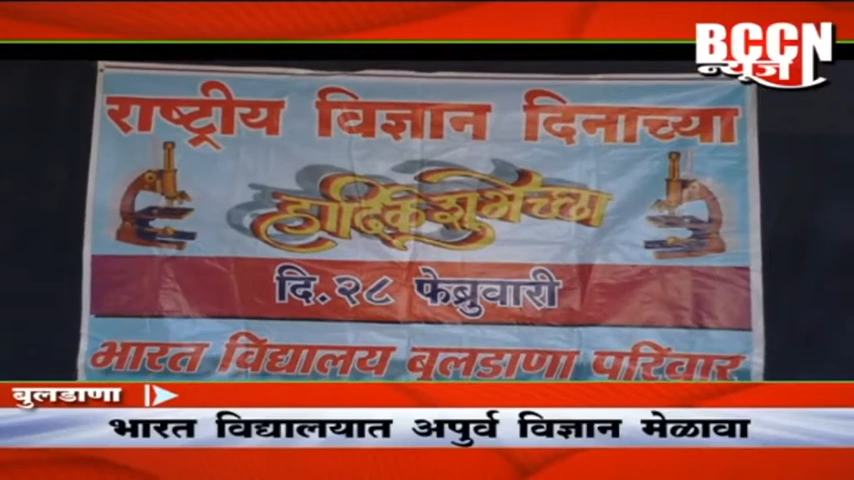 BCCN
न्यूज
राष्ट्रीय विज्ञान दिनाच्या
हार्दिक शुभेच्छा
दि.२८ फेब्रुवारी
भारत विद्यालय बुलडाणा परिवार
बुलडाणा
भारत विद्यालयात अपुर्व विज्ञान मेळावा